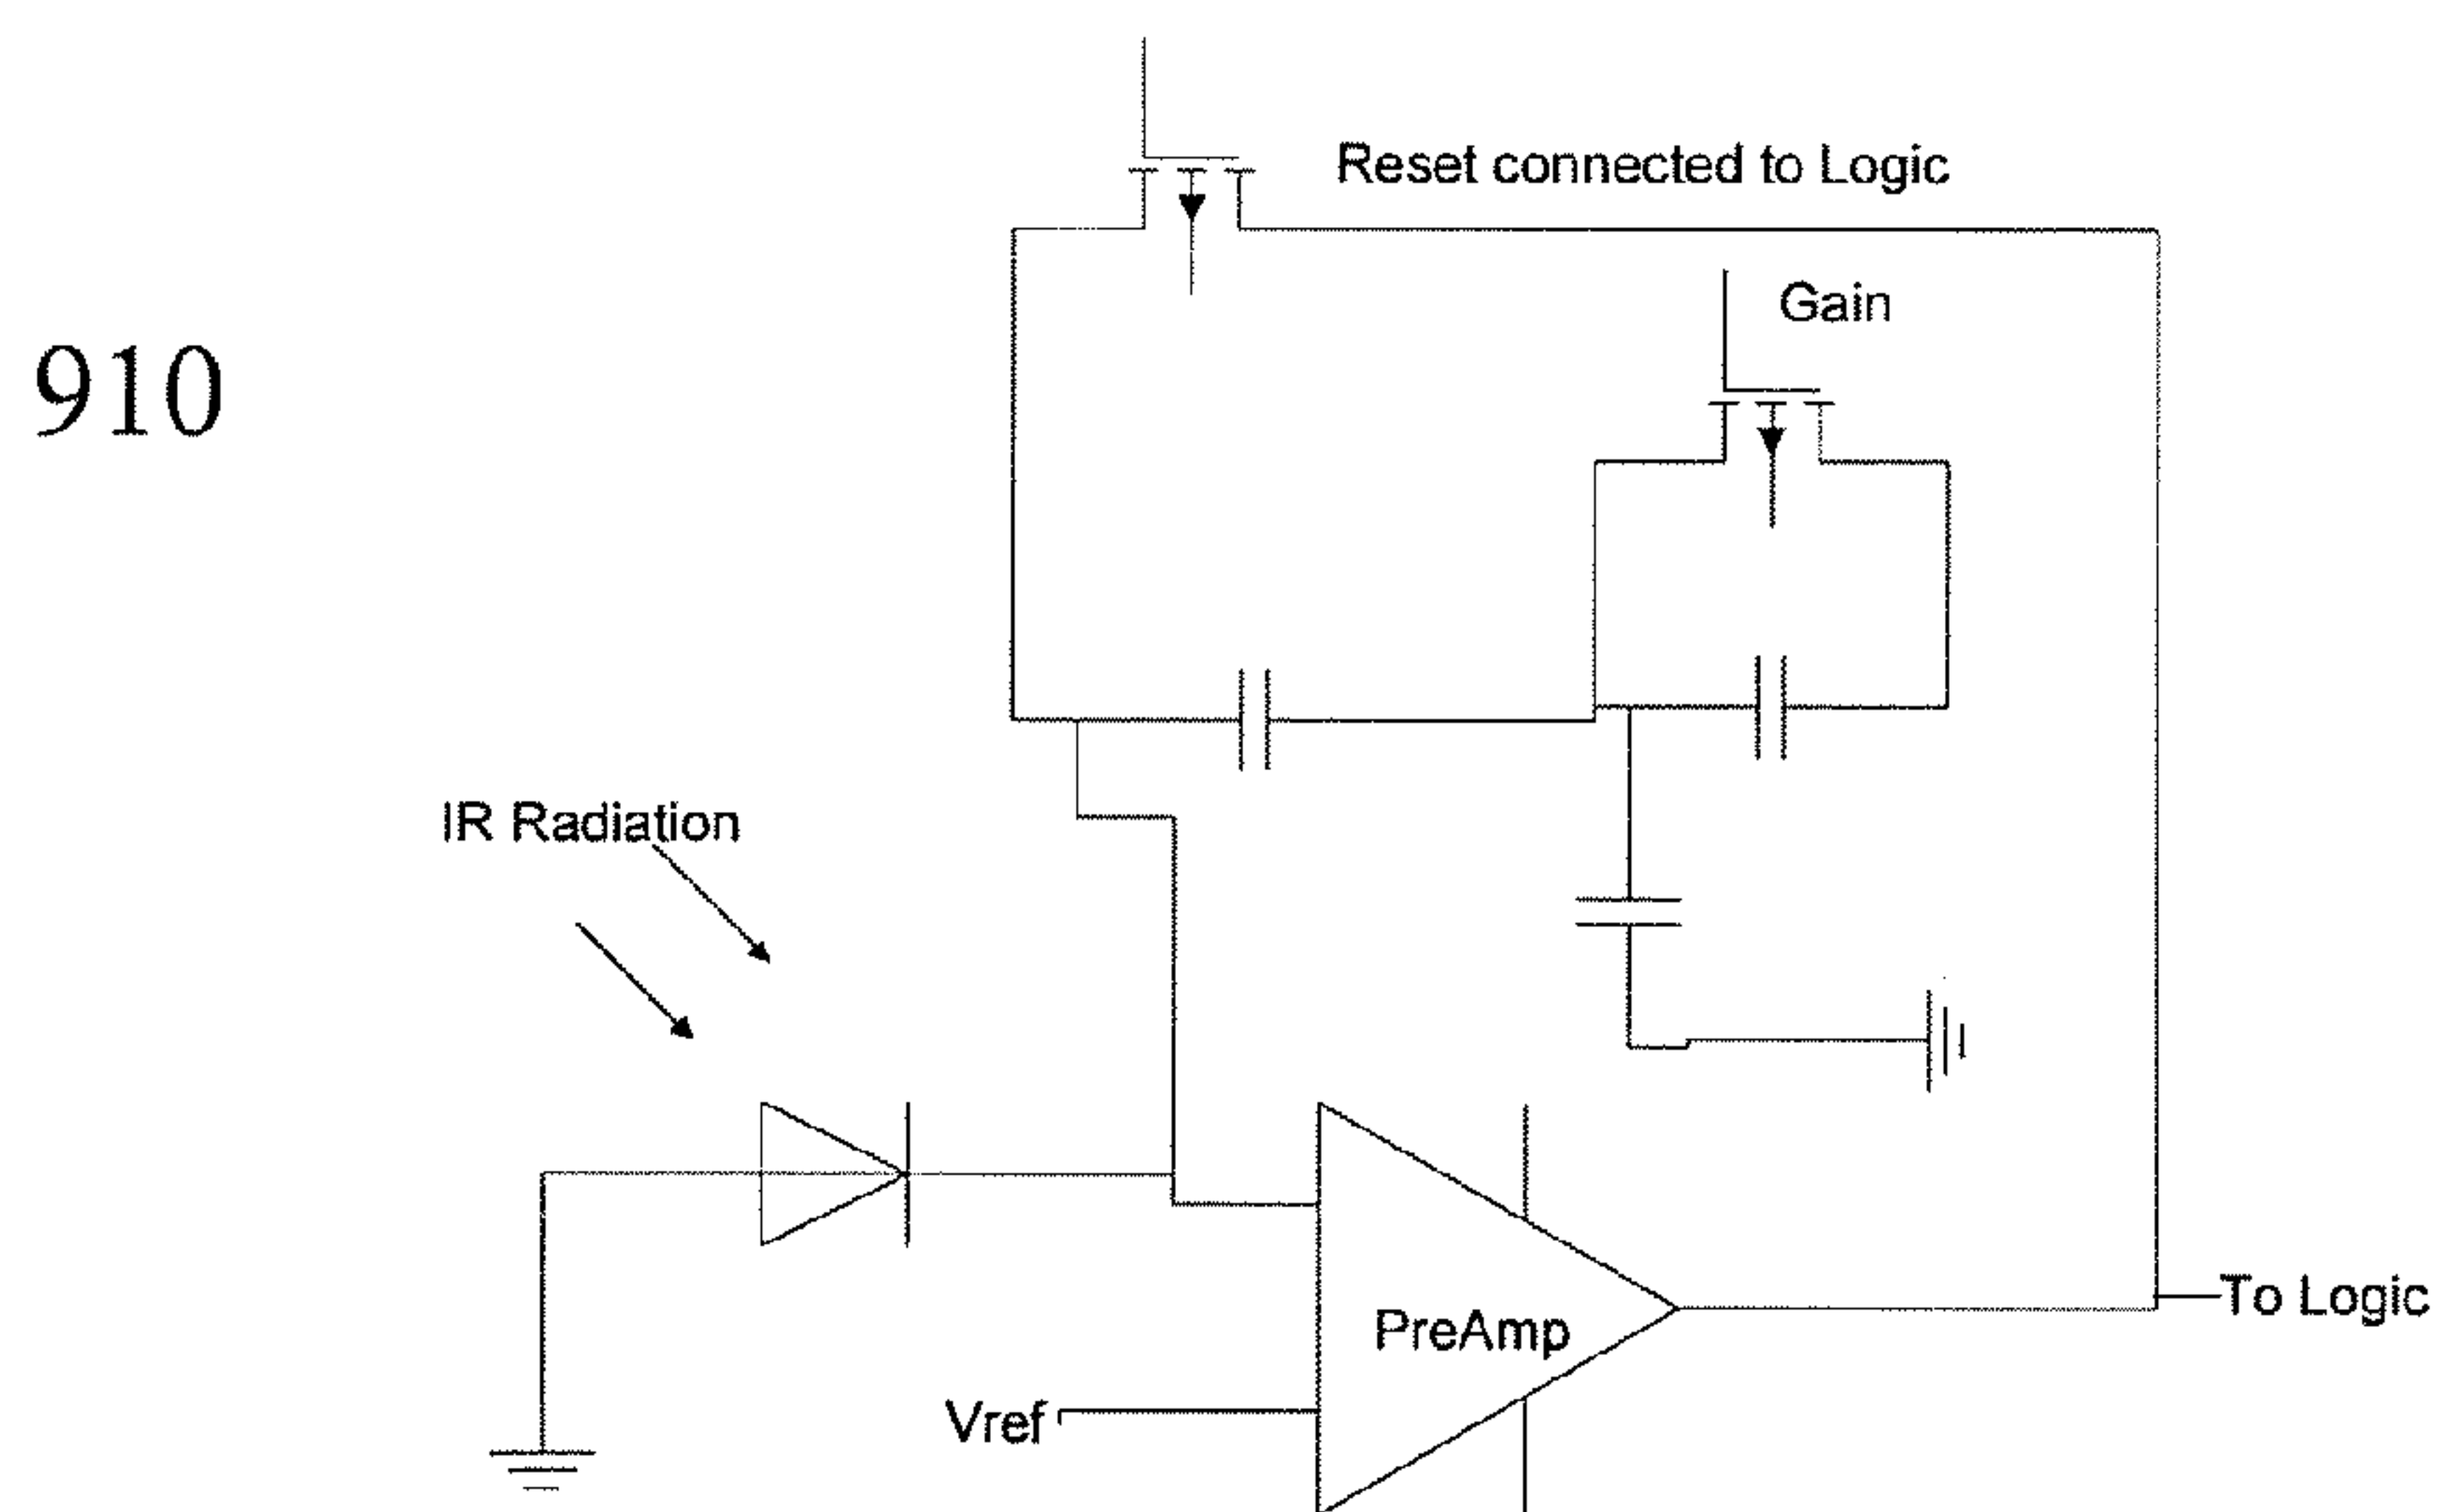 Reset connected to Logic
Gain
910
IR Radiation
To Logic
PreAmp
Vref